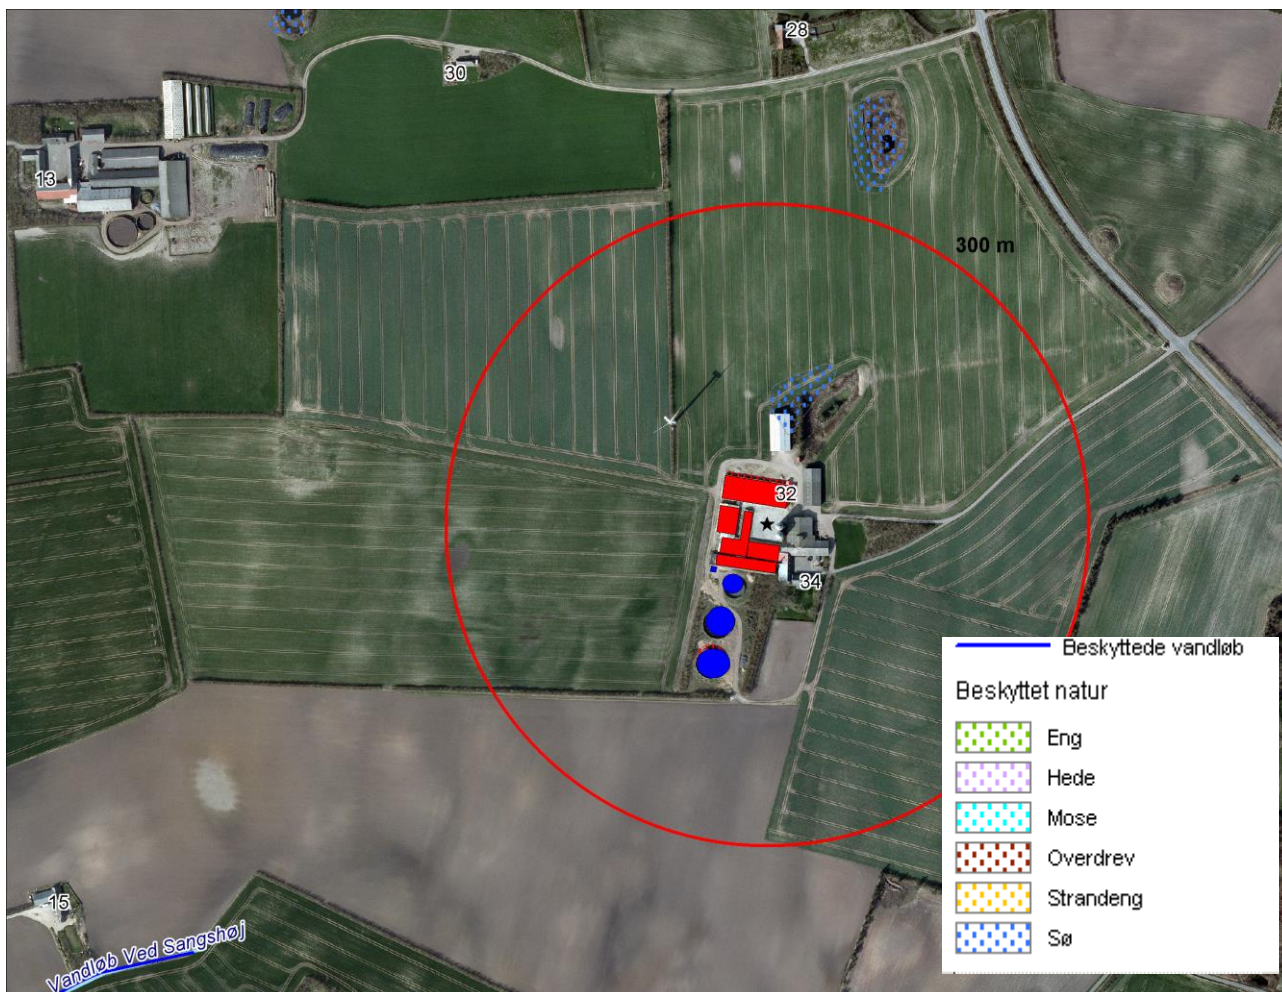 28
30
13
300 m
32
34
15
Vandløb Ved Sangshøj
Beskyttede vandløb
Beskyttet natur
Eng
Hede
Mose
Overdrev
Strandeng
Sø